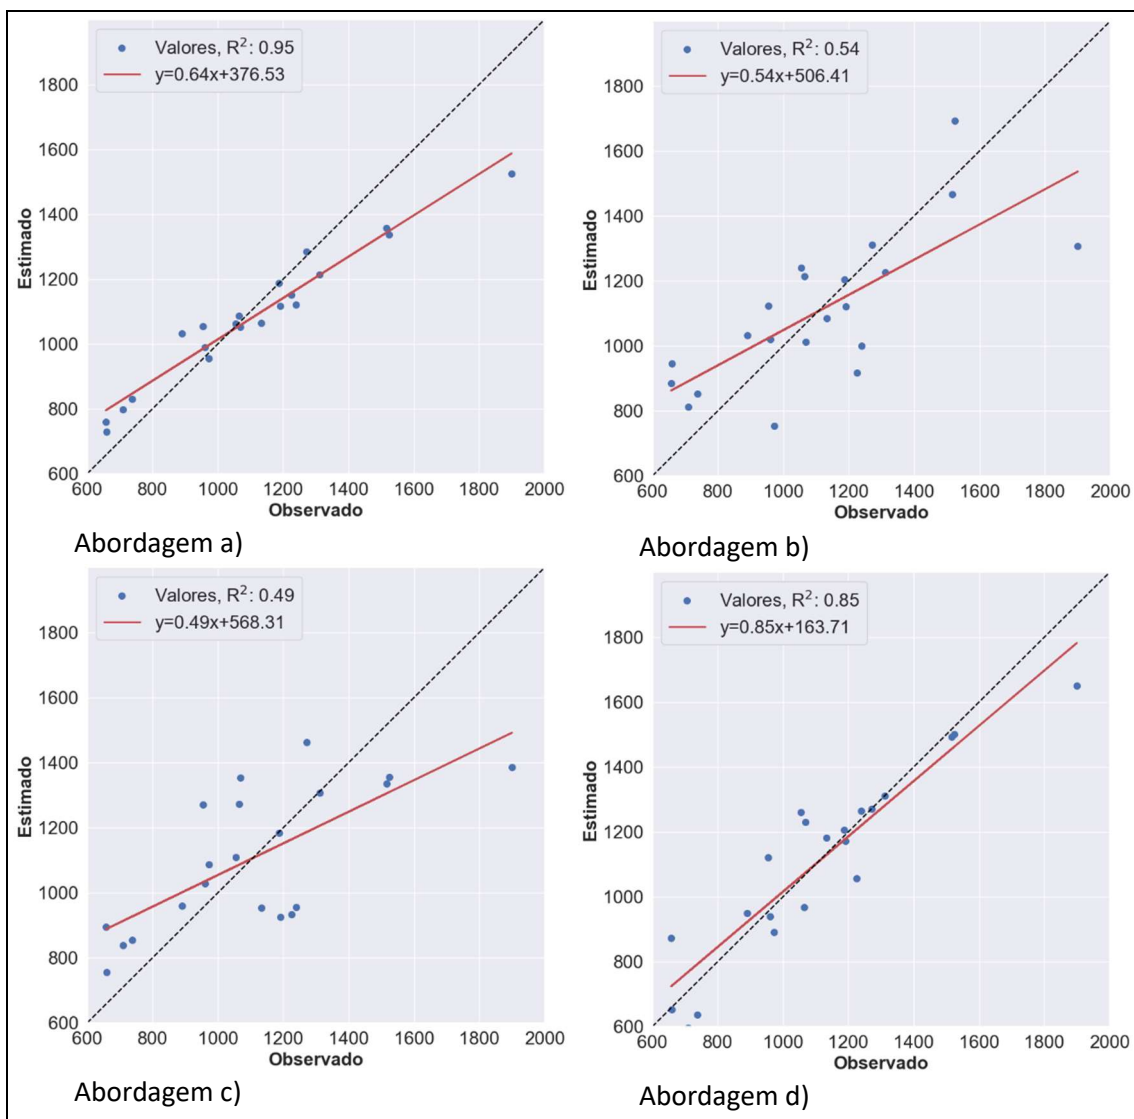 Valores, R²: 0.95
y=0.64x+376.53
1800
1600
1400
1200
1000
800
600
Estimado
600 800 1000 1200 1400 1600 1800 2000
Observado
Abordagem a)
Valores, R²: 0.54
y=0.54x+506.41
1800
1600
1400
1200
1000
800
600
Estimado
600 800 1000 1200 1400 1600 1800 2000
Observado
Abordagem b)
Valores, R²: 0.49
y=0.49x+568.31
1800
1600
1400
1200
1000
800
600
Estimado
600 800 1000 1200 1400 1600 1800 2000
Observado
Abordagem c)
Valores, R²: 0.85
y=0.85x+163.71
1800
1600
1400
1200
1000
800
600
Estimado
600 800 1000 1200 1400 1600 1800 2000
Observado
Abordagem d)